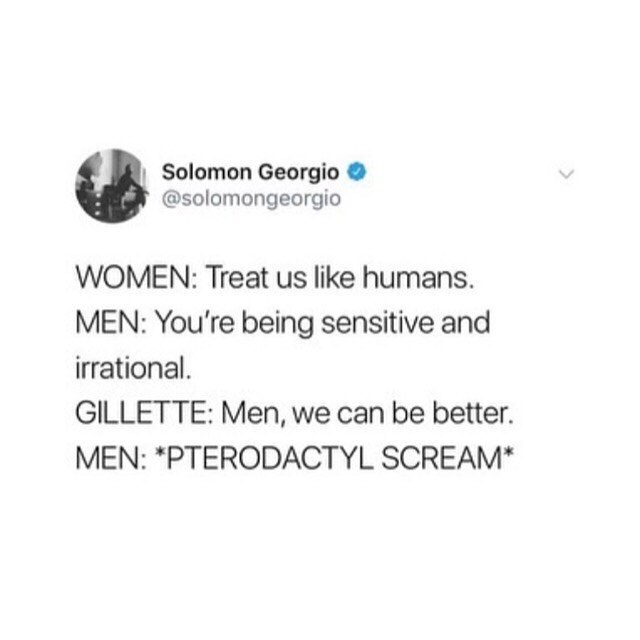 Solomon Georgio
@solomongeorgio
WOMEN: Treat us like humans.
MEN: You're being sensitive and
irrational.
GILLETTE: Men, we can be better.
MEN: *PTERODACTYL SCREAM*